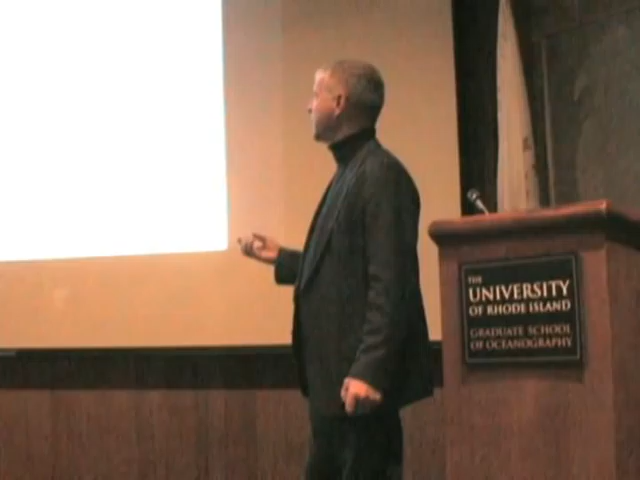 THE
UNIVERSITY
OF RHODE ISLAND
GRADUATE SCHOOL
OF OCEANOGRAPHY